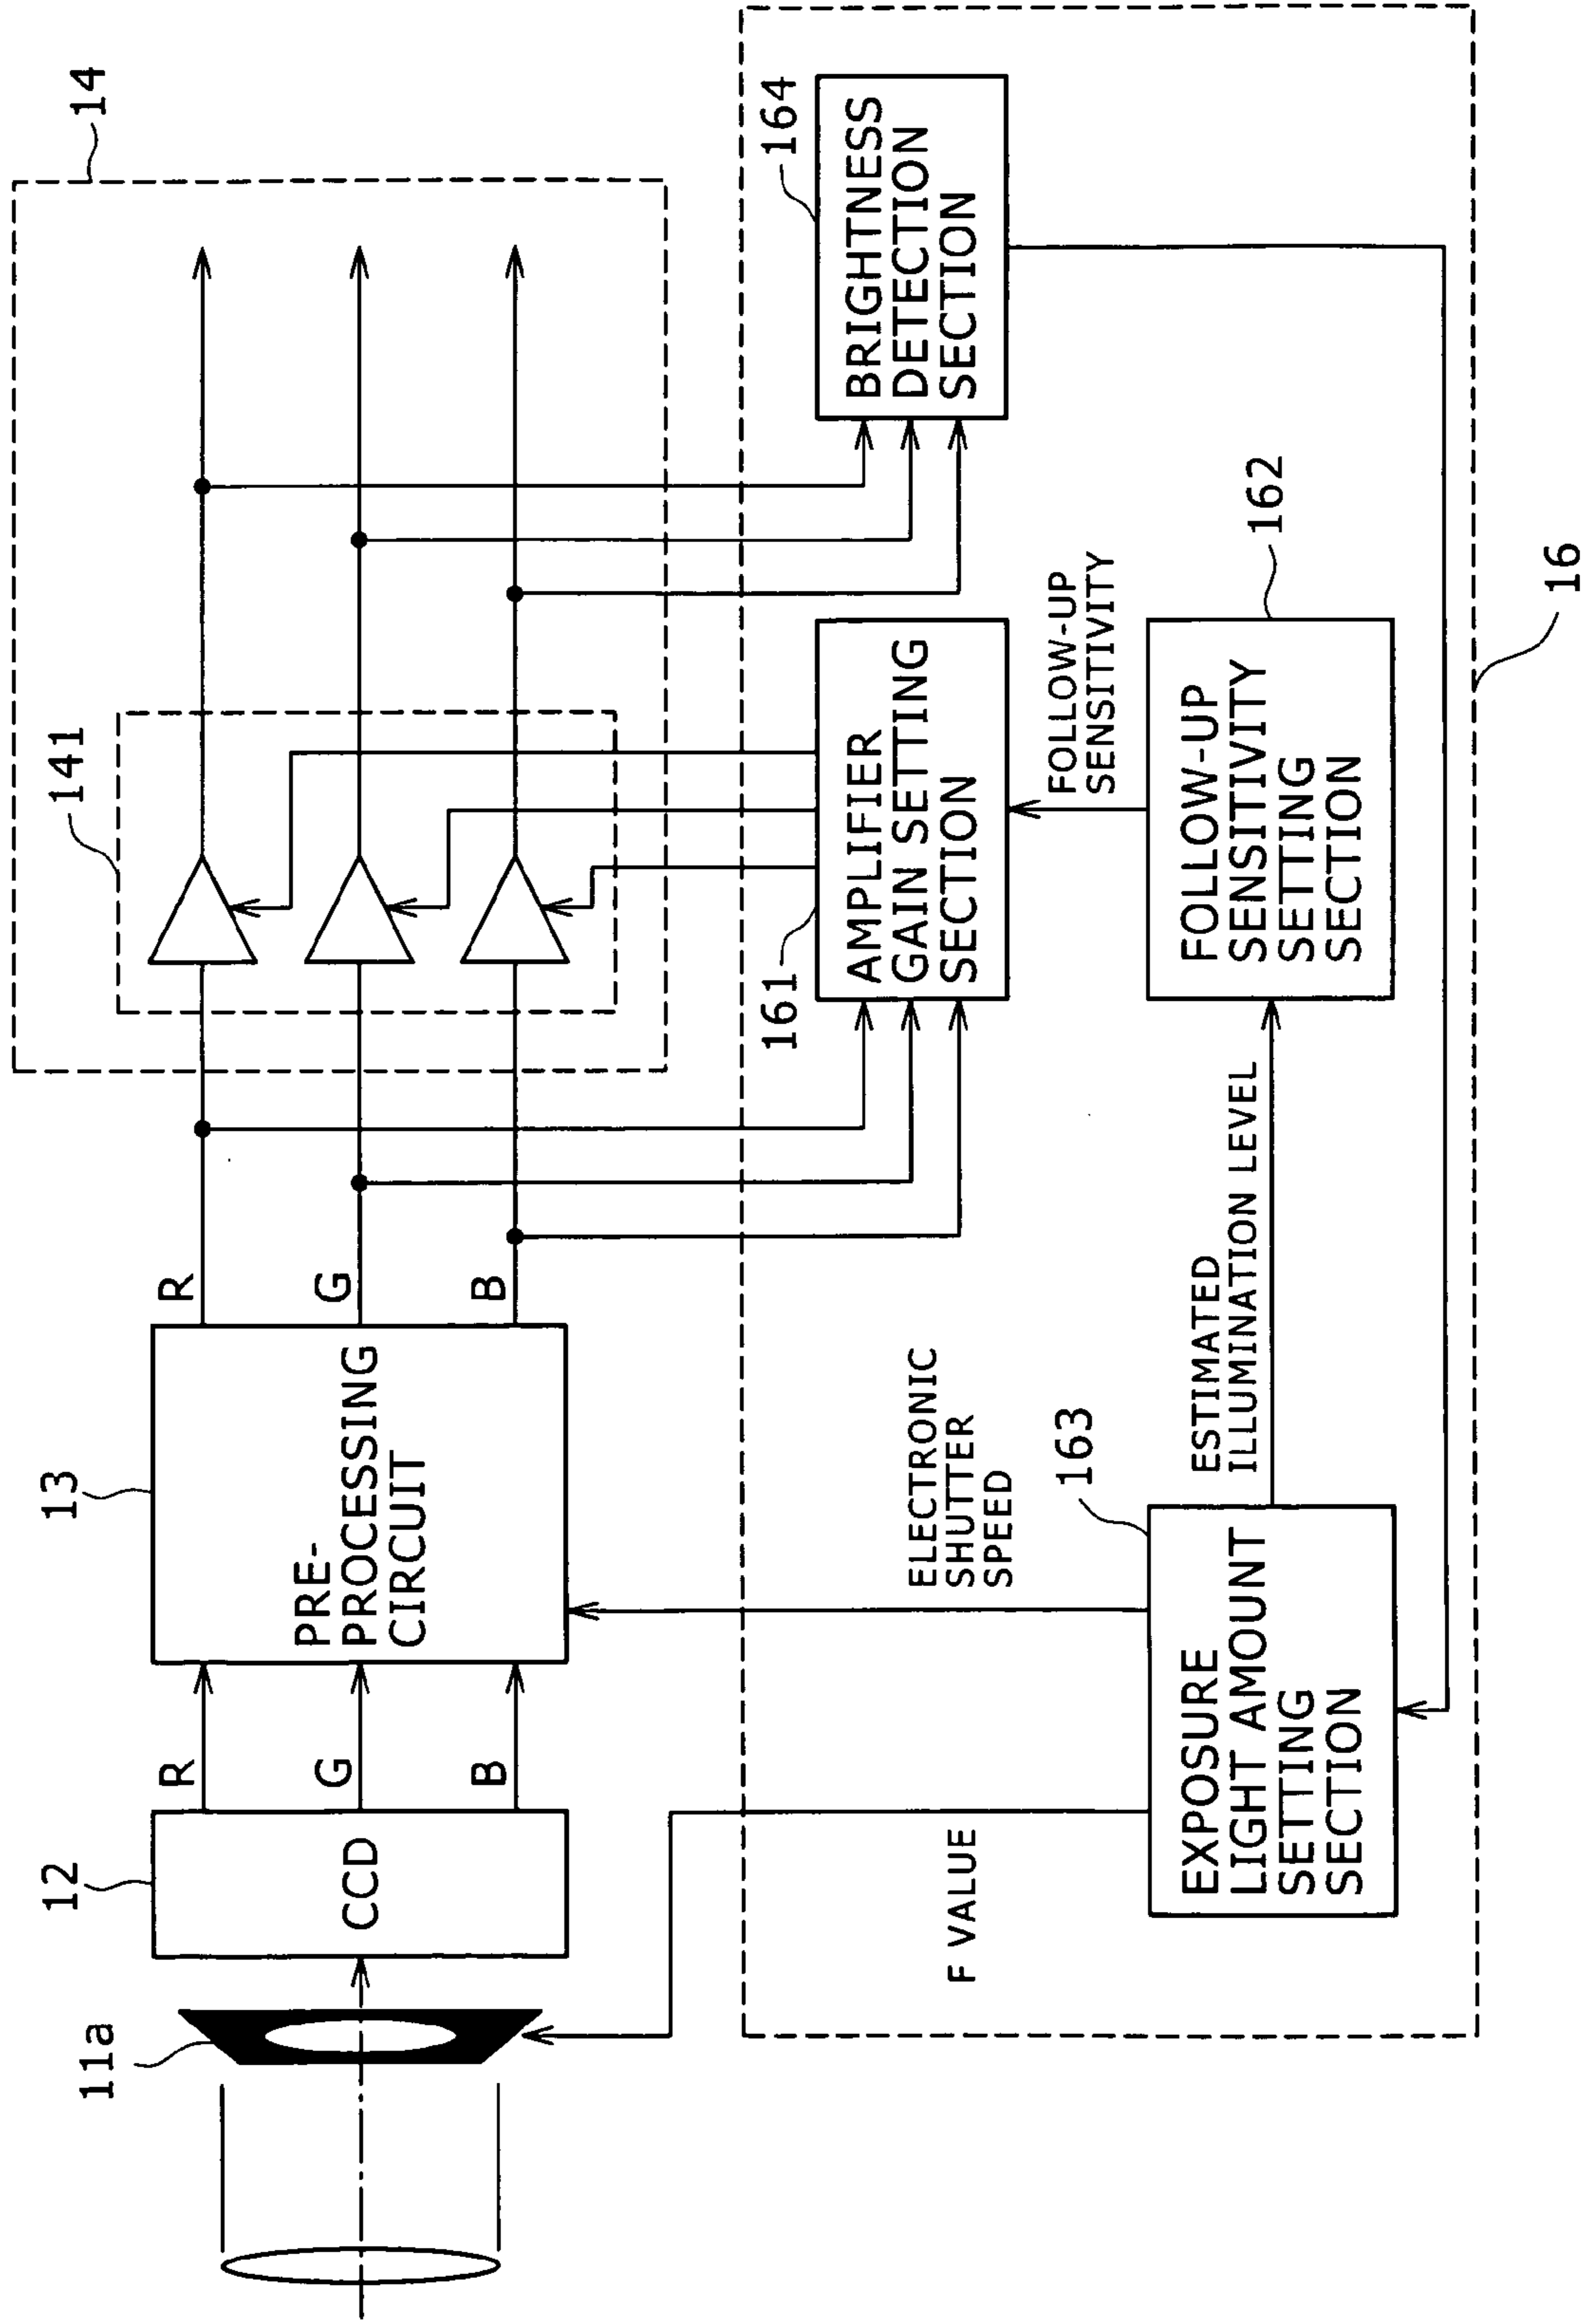 14
141
13
12
11a
R
G
B
R
G
B
CCD
PRE-
PROCESSING
CIRCUIT
F VALUE
ELECTRONIC
SHUTTER
SPEED
161
AMPLIFIER
GAIN SETTING
SECTION
164
BRIGHTNESS
DETECTION
SECTION
FOLLOW-UP
SENSITIVITY
163
EXPOSURE
LIGHT AMOUNT
SETTING
SECTION
ESTIMATED
ILLUMINATION LEVEL
162
FOLLOW-UP
SENSITIVITY
SETTING
SECTION
16